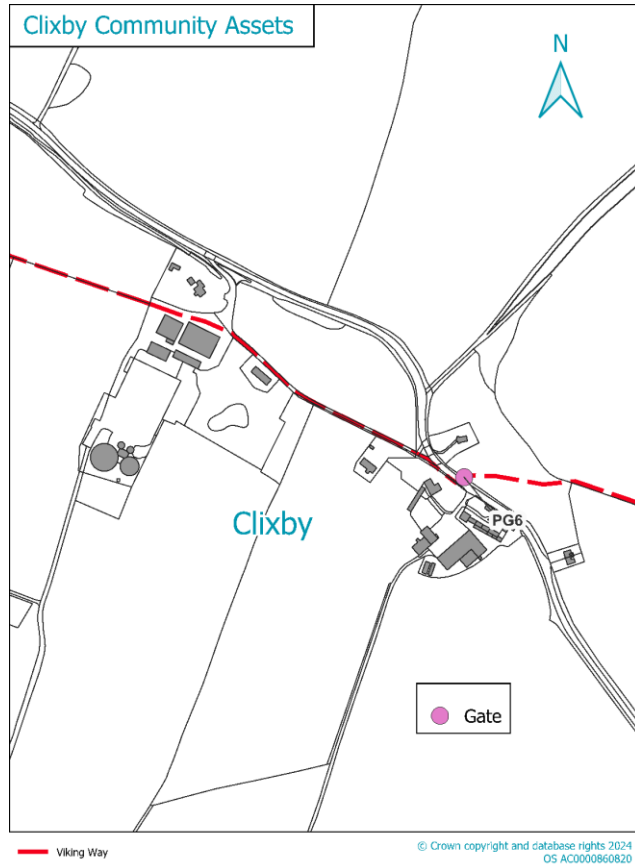 Clixby Community Assets
N
Clixby
PG6
Gate
Viking Way
© Crown copyright and database rights 2024
OS AC0000860820